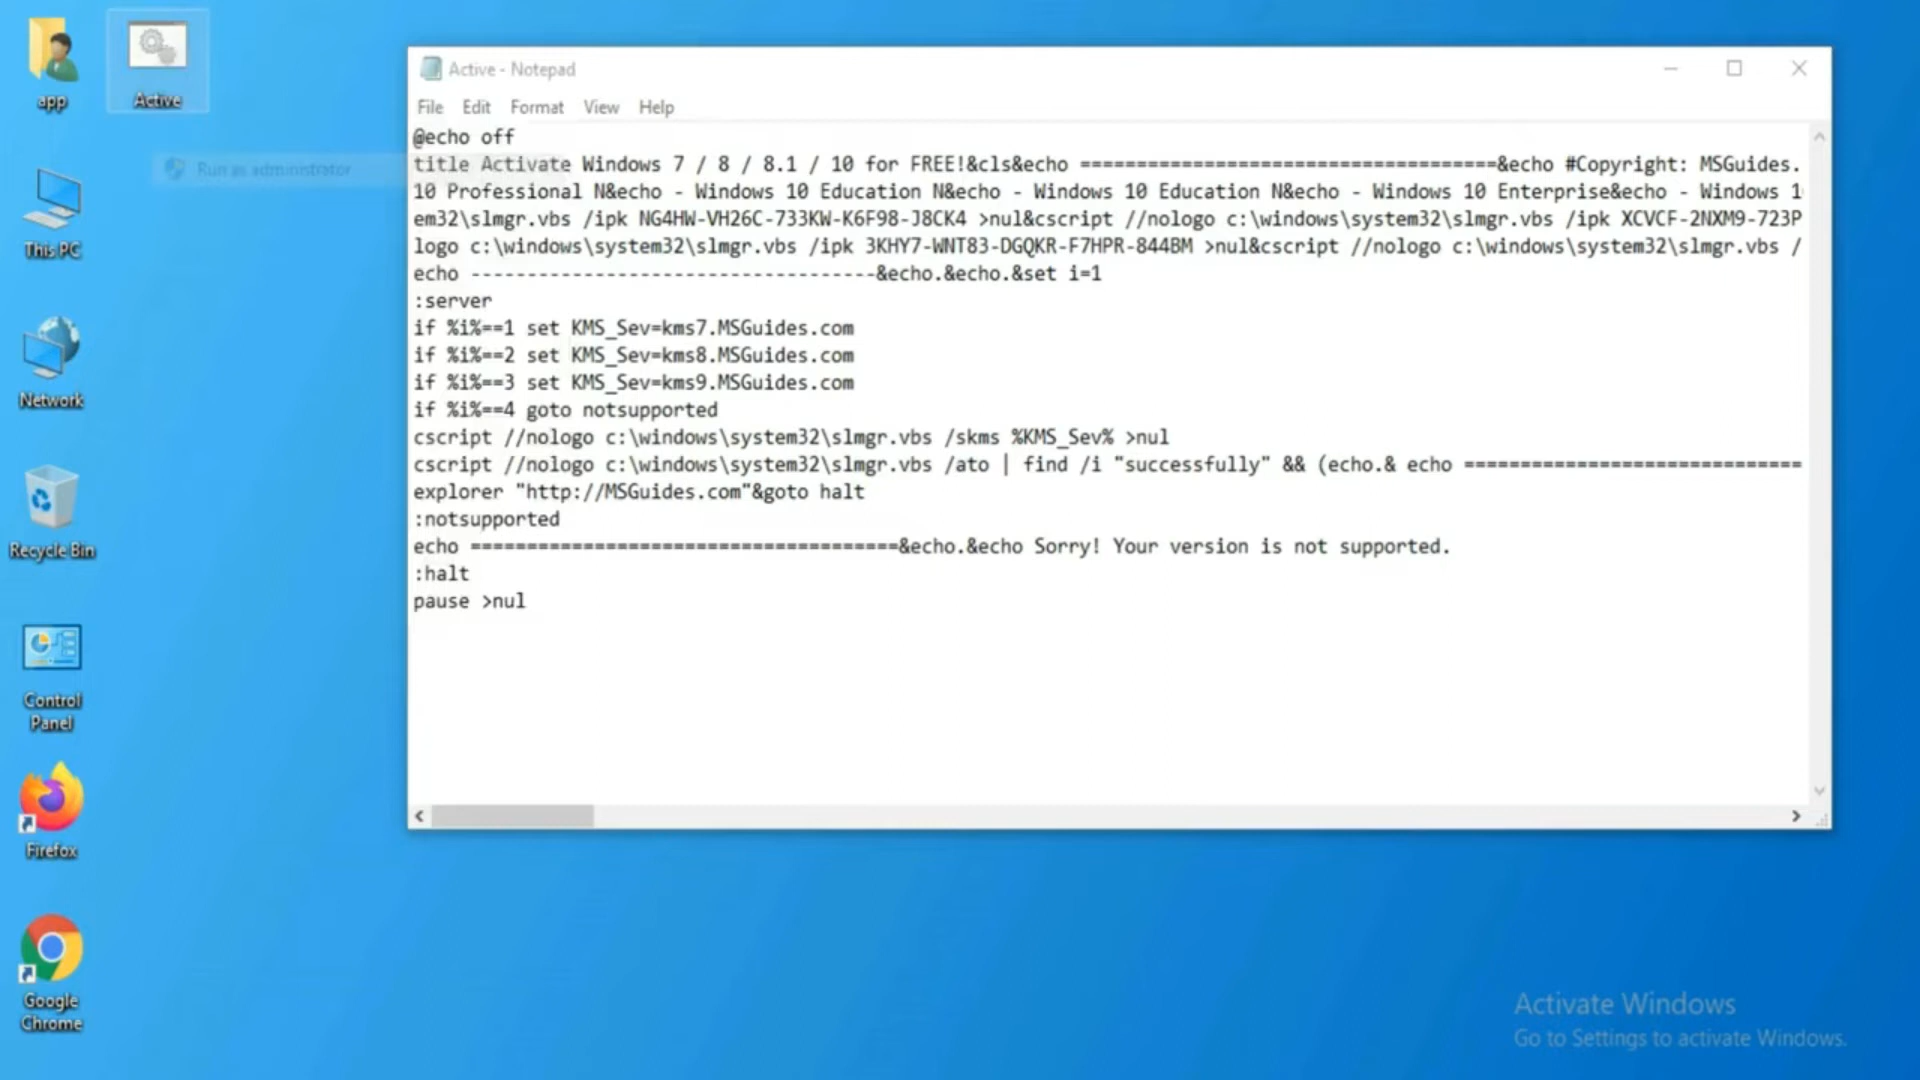 app
Active
This PC
Network
Recycle Bin
Control
Panel
Firefox
Google
Chrome
Run as administrator
Active - Notepad
File Edit Format View Help
@echo off
title Activate Windows 7 / 8 / 8.1 / 10 for FREE!&cls&echo =====================================&echo #Copyright: MSGuides.
10 Professional N&echo - Windows 10 Education N&echo - Windows 10 Education N&echo - Windows 10 Enterprise&echo - Windows 1
em32\slmgr.vbs /ipk NG4HW-VH26C-733KW-K6F98-J8CK4 >nul&cscript //nologo c:\windows\system32\slmgr.vbs /ipk XCVCF-2NXM9-723P
logo c:\windows\system32\slmgr.vbs /ipk 3KHY7-WNT83-DGQKR-F7HPR-844BM >nul&cscript //nologo c:\windows\system32\slmgr.vbs /
echo ------------------------------------&echo.&echo.&set i=1
:server
if %i%==1 set KMS_Sev=kms7.MSGuides.com
if %i%==2 set KMS_Sev=kms8.MSGuides.com
if %i%==3 set KMS_Sev=kms9.MSGuides.com
if %i%==4 goto notsupported
cscript //nologo c:\windows\system32\slmgr.vbs /skms %KMS_Sev% >nul
cscript //nologo c:\windows\system32\slmgr.vbs /ato | find /i "successfully" && (echo.& echo ==============================
explorer "http://MSGuides.com"&goto halt
:notsupported
echo ======================================&echo.&echo Sorry! Your version is not supported.
:halt
pause >nul
Activate Windows
Go to Settings to activate Windows.